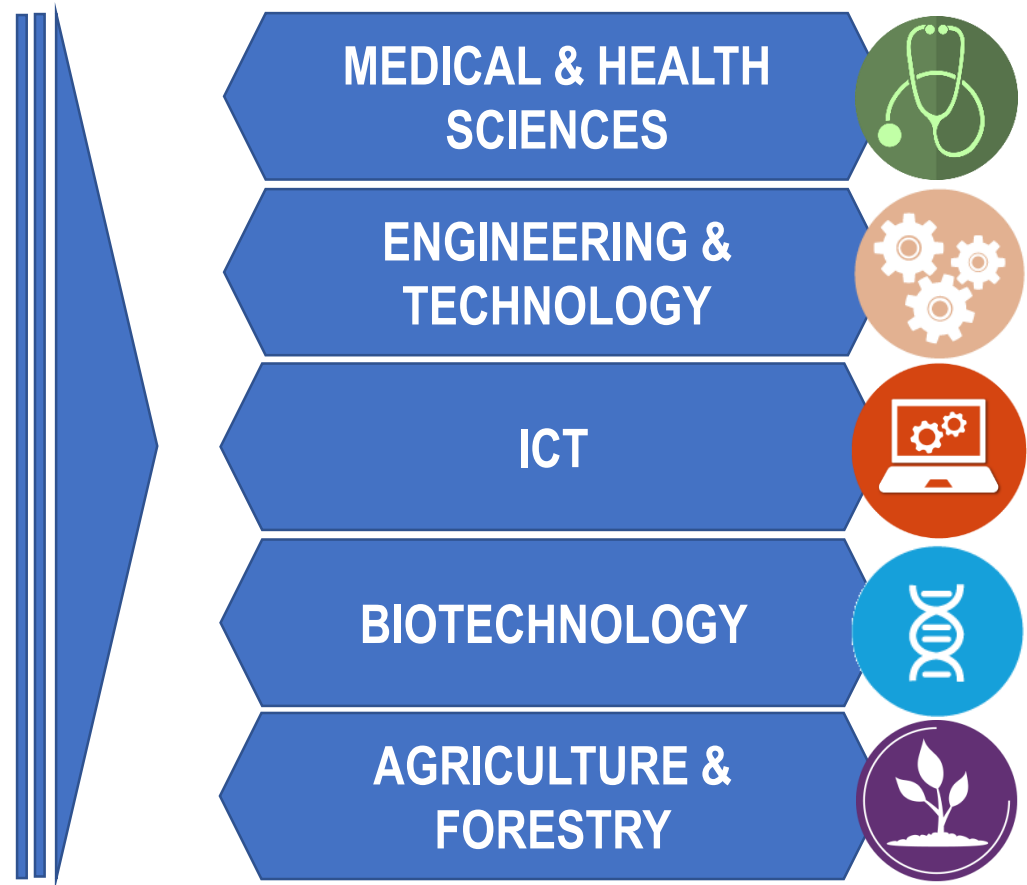 MEDICAL & HEALTH
SCIENCES
ENGINEERING &
TECHNOLOGY
ICT
BIOTECHNOLOGY
AGRICULTURE &
FORESTRY